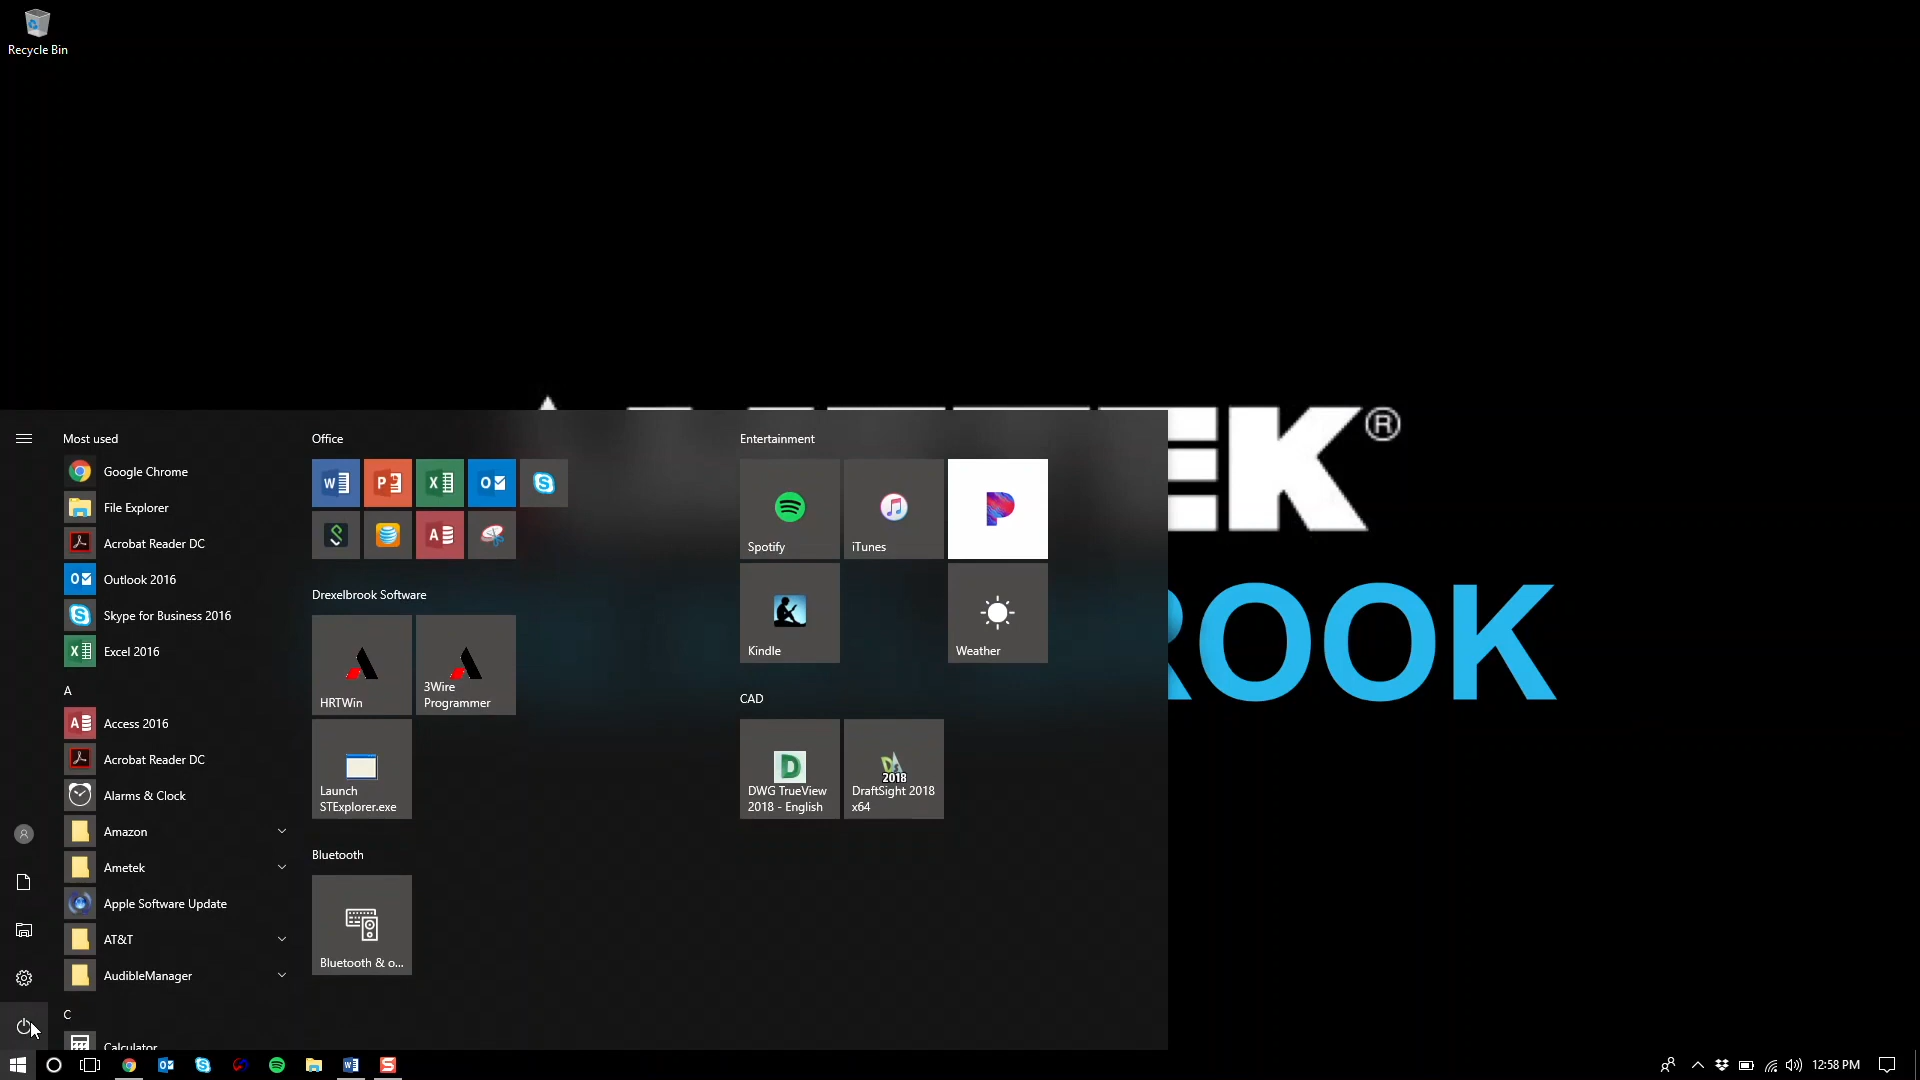 Recycle Bin
EK®
ROOK
Most used
Google Chrome
File Explorer
Acrobat Reader DC
Outlook 2016
Skype for Business 2016
Excel 2016
A
Access 2016
Acrobat Reader DC
Alarms & Clock
Amazon
Ametek
Apple Software Update
AT&T
AudibleManager
C
Calculator
Office
Drexelbrook Software
HRTWin
3Wire
Programmer
Launch
STExplorer.exe
Bluetooth
Bluetooth & o...
Entertainment
Spotify
iTunes
Kindle
Weather
CAD
DWG TrueView
2018 - English
2018
DraftSight 2018
x64
12:58 PM